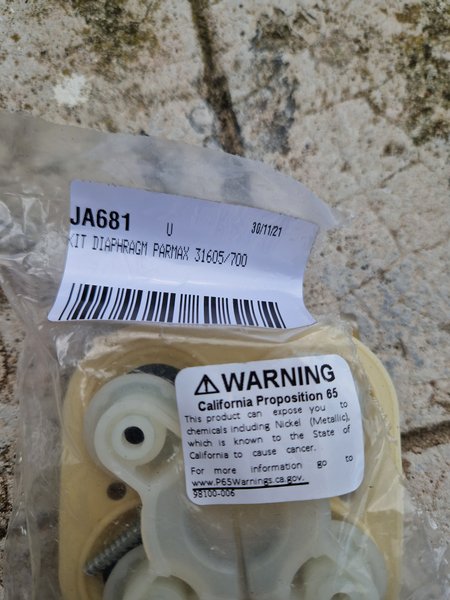 JA681 U 30/11/21
KIT DIAPHRAGM PARMAX 31605/700
WARNING
California Proposition 65
This product can expose you to
chemicals including Nickel (Metallic),
which is known to the State of
California to cause cancer.
For more information go to
www.P65Warnings.ca.gov.
98100-006